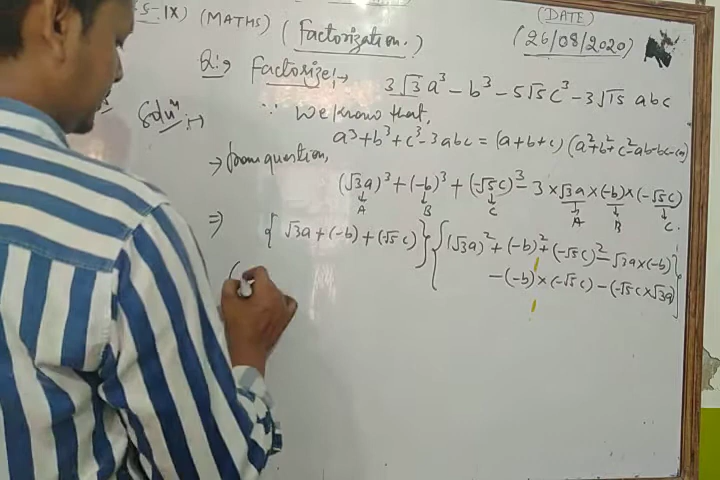 IX) (MATHS) (Factorization.) (DATE)
(26/08/2020)
Q:→ Factorize:→ 3√3 a³ - b³ - 5√5 c³ - 3√15 abc
Soluⁿ:→ ∵ We know that,
a³+b³+c³-3abc = (a+b+c) (a²+b²+c²-ab-bc-ca)
→ from question,
(√3a)³ + (-b)³ + (-√5c)³ - 3 × √3a × (-b) × (-√5c)
A B C A B C.
⇒ { √3a + (-b) + (-√5c) } { (√3a)² + (-b)² + (-√5c)² - √3a × (-b)
- (-b) × (-√5c) - (-√5c × √3a) }
(